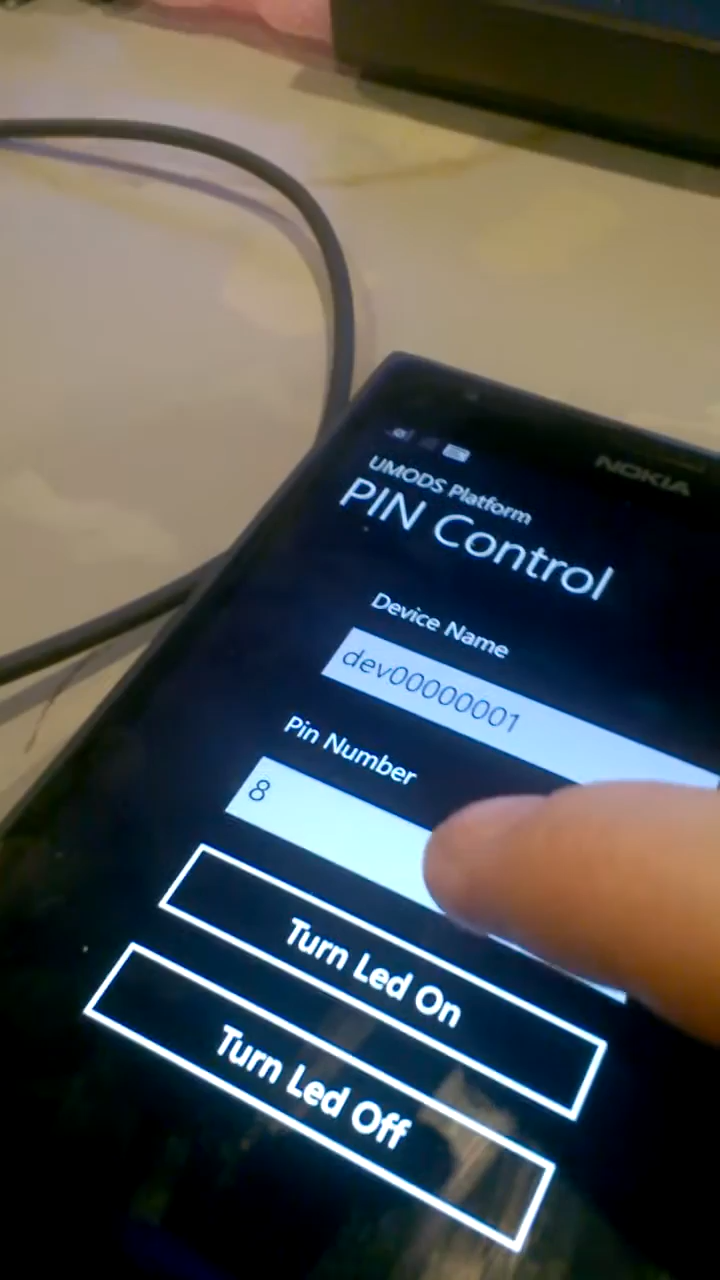 NOKIA
UMODS Platform
PIN Control
Device Name
dev00000001
Pin Number
8
Turn Led On
Turn Led Off